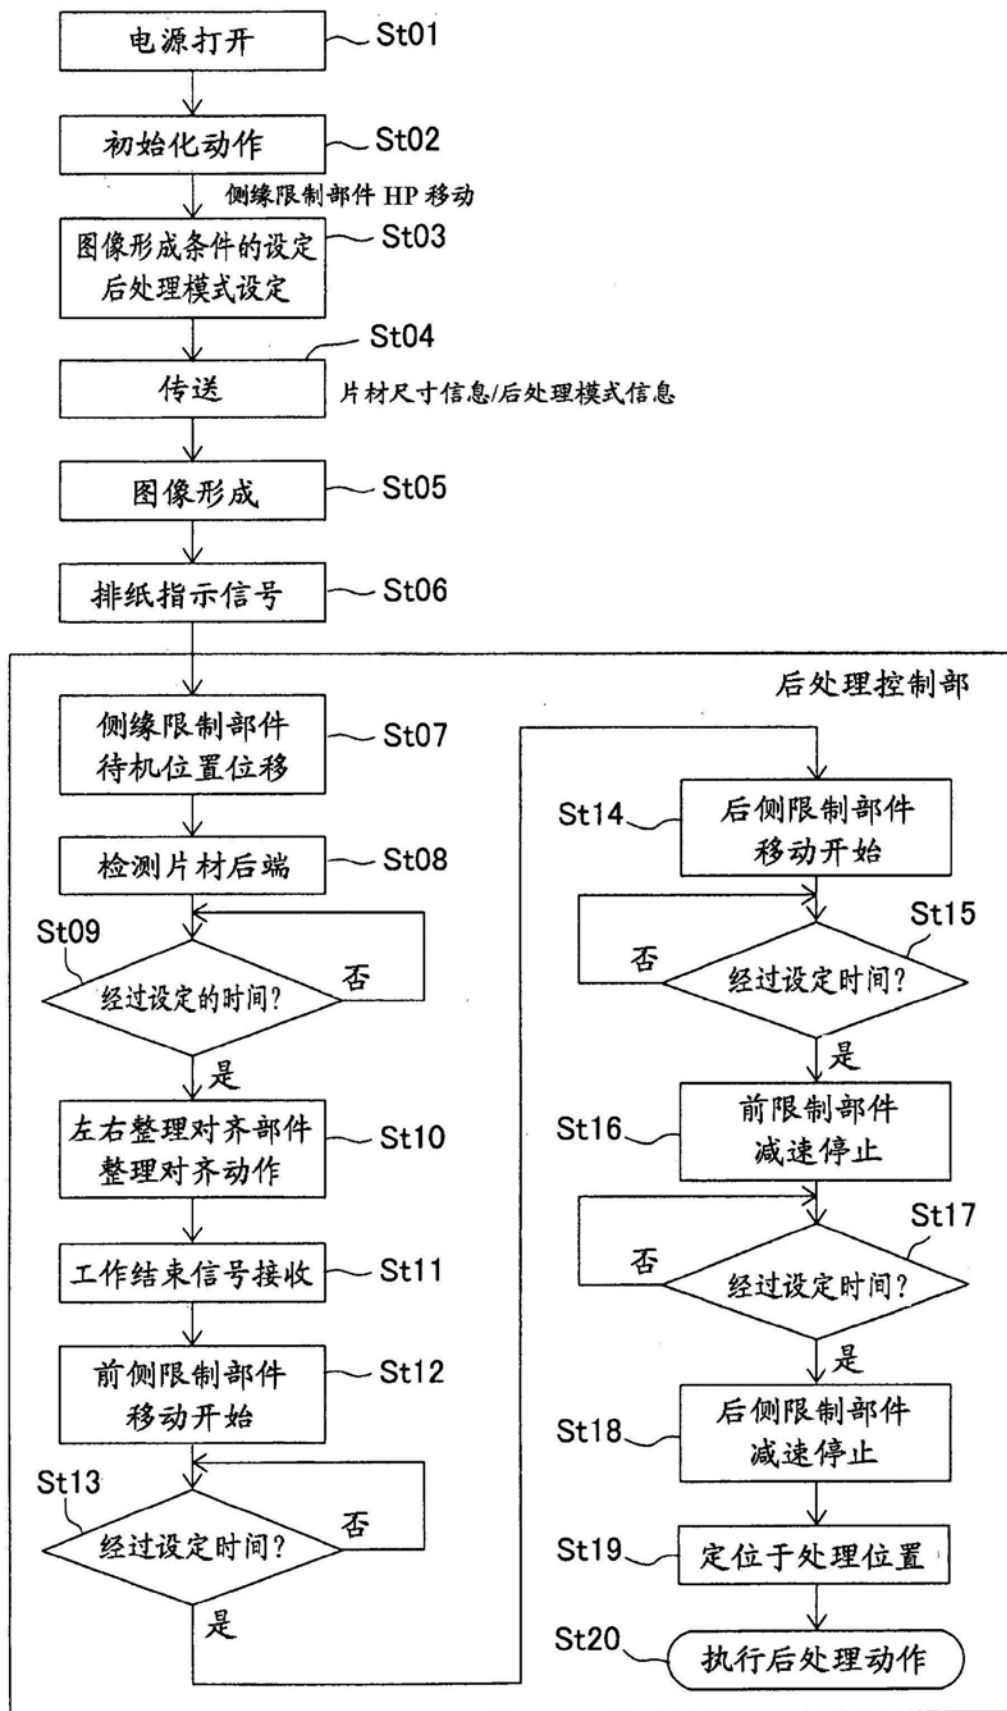 电源打开
St01
初始化动作
St02
侧缘限制部件 HP 移动
图像形成条件的设定
后处理模式设定
St03
传送
St04
片材尺寸信息/后处理模式信息
图像形成
St05
排纸指示信号
St06
后处理控制部
侧缘限制部件
待机位置位移
St07
检测片材后端
St08
St09
经过设定的时间？
否
是
左右整理对齐部件
整理对齐动作
St10
工作结束信号接收
St11
前侧限制部件
移动开始
St12
St13
经过设定时间？
否
是
St14
后侧限制部件
移动开始
St15
经过设定时间？
否
是
St16
前限制部件
减速停止
St17
经过设定时间？
否
是
St18
后侧限制部件
减速停止
St19
定位于处理位置
St20
执行后处理动作